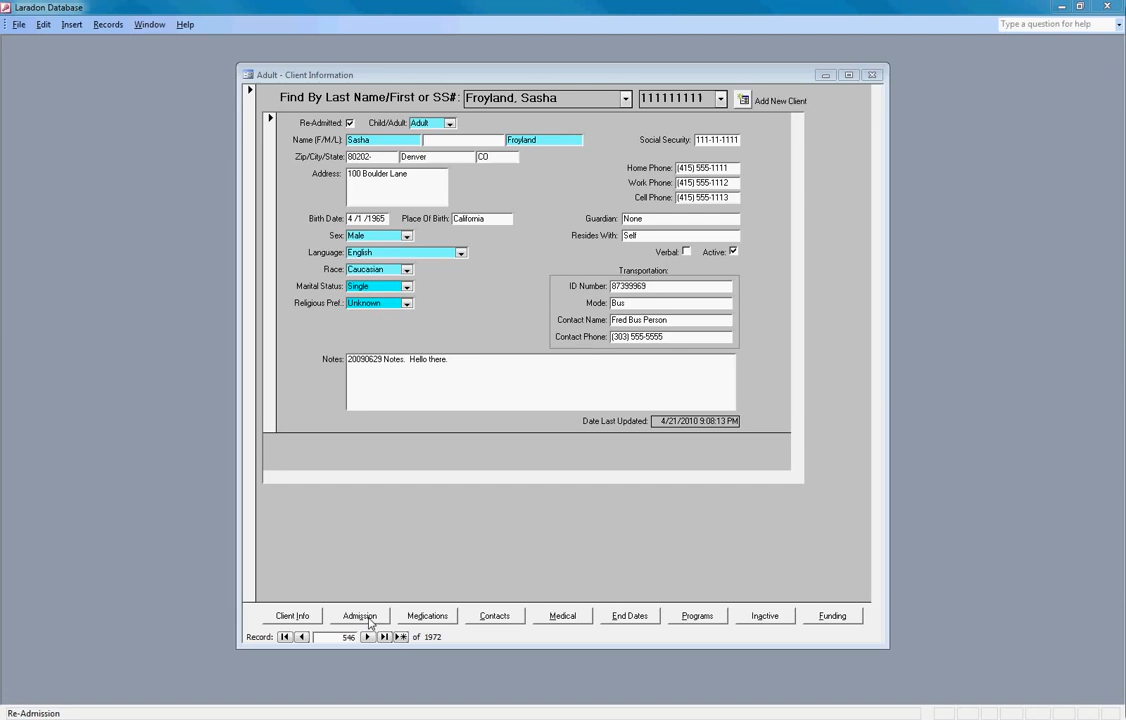 Laradon Database
File Edit Insert Records Window Help
Type a question for help
Adult - Client Information
Find By Last Name/First or SS#: Froyland, Sasha 111111111 Add New Client
Re-Admitted: Child/Adult: Adult
Name (F/M/L): Sasha Froyland Social Security: 111-11-1111
Zip/City/State: 80202- Denver CO
Address: 100 Boulder Lane
Home Phone: (415) 555-1111
Work Phone: (415) 555-1112
Cell Phone: (415) 555-1113
Birth Date: 4 /1 /1965 Place Of Birth: California Guardian: None
Sex: Male Resides With: Self
Language: English Verbal: Active:
Race: Caucasian Transportation:
Marital Status: Single ID Number: 87399969
Religious Pref.: Unknown Mode: Bus
Contact Name: Fred Bus Person
Contact Phone: (303) 555-5555
Notes: 20090629 Notes. Hello there.
Date Last Updated: 4/21/2010 9:08:13 PM
Client Info Admission Medications Contacts Medical End Dates Programs Inactive Funding
Record: 546 of 1972
Re-Admission